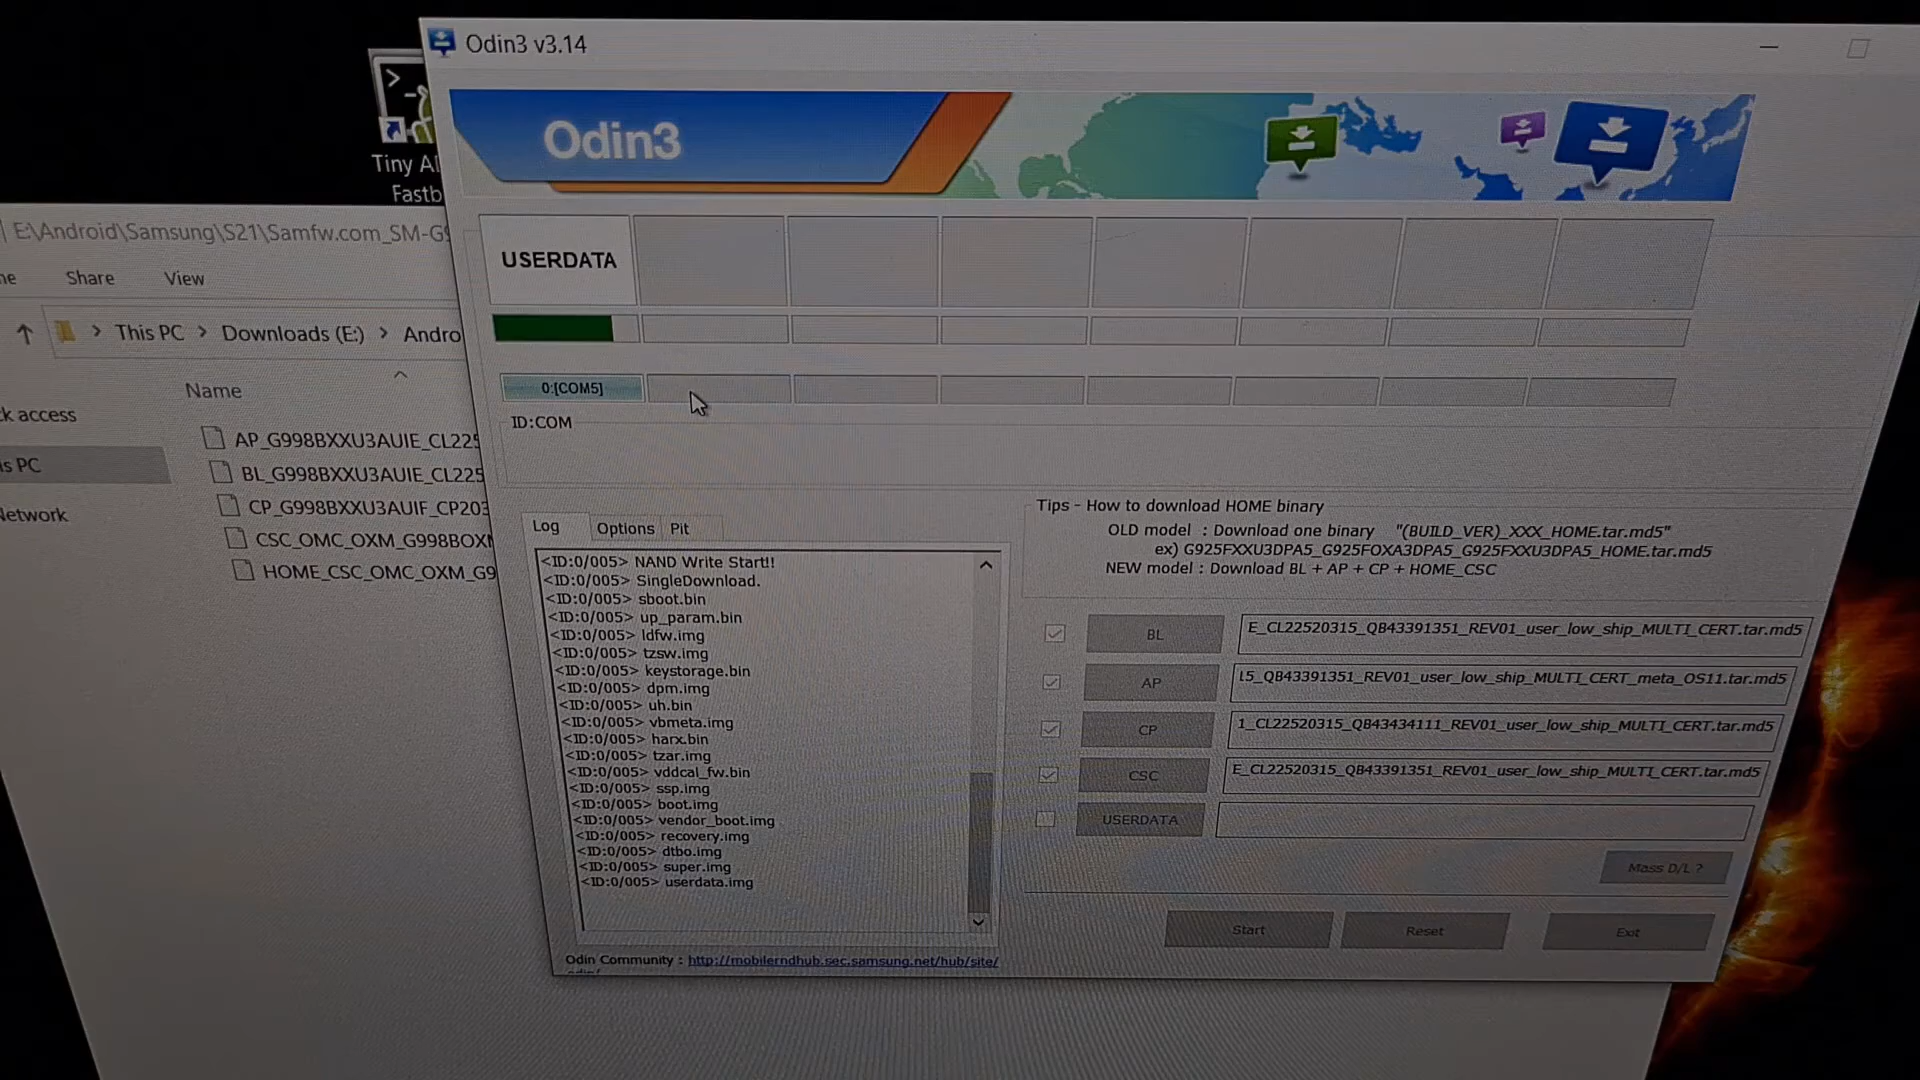 Odin3 v3.14
Odin3
Tiny A
Fastb
E:\Android\Samsung\S21\Samfw.com_SM-G9
Share
View
USERDATA
This PC > Downloads (E:) > Andro
0:[COM5]
ID:COM
Name
ck access
AP_G998BXXU3AUIE_CL225
is PC
BL_G998BXXU3AUIE_CL225
CP_G998BXXU3AUIF_CP203
Network
CSC_OMC_OXM_G998BOXM
HOME_CSC_OMC_OXM_G9
Log
Options
Pit
<ID:0/005> NAND Write Start!!
<ID:0/005> SingleDownload.
<ID:0/005> sboot.bin
<ID:0/005> up_param.bin
<ID:0/005> ldfw.img
<ID:0/005> tzsw.img
<ID:0/005> keystorage.bin
<ID:0/005> dpm.img
<ID:0/005> uh.bin
<ID:0/005> vbmeta.img
<ID:0/005> harx.bin
<ID:0/005> tzar.img
<ID:0/005> vddcal_fw.bin
<ID:0/005> ssp.img
<ID:0/005> boot.img
<ID:0/005> vendor_boot.img
<ID:0/005> recovery.img
<ID:0/005> dtbo.img
<ID:0/005> super.img
<ID:0/005> userdata.img
Odin Community : http://mobilerndhub.sec.samsung.net/hub/site/
odin/
Tips - How to download HOME binary
OLD model : Download one binary "(BUILD_VER)_XXX_HOME.tar.md5"
ex) G925FXXU3DPA5_G925FOXA3DPA5_G925FXXU3DPA5_HOME.tar.md5
NEW model : Download BL + AP + CP + HOME_CSC
BL
E_CL22520315_QB43391351_REV01_user_low_ship_MULTI_CERT.tar.md5
AP
15_QB43391351_REV01_user_low_ship_MULTI_CERT_meta_OS11.tar.md5
CP
1_CL22520315_QB43434111_REV01_user_low_ship_MULTI_CERT.tar.md5
CSC
E_CL22520315_QB43391351_REV01_user_low_ship_MULTI_CERT.tar.md5
USERDATA
Mass D/L ?
Start
Reset
Exit